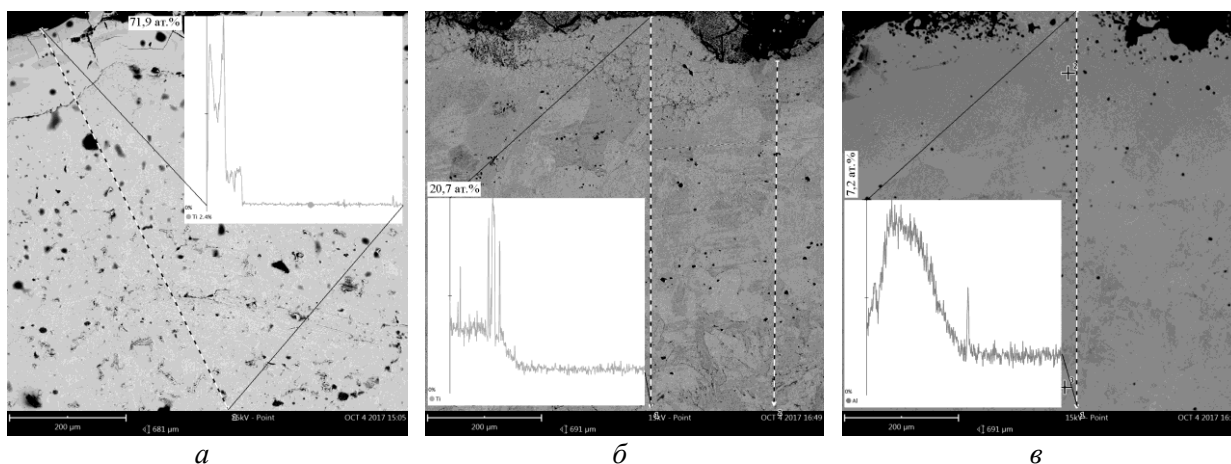 71,9 ат.%
0%
Ti 2.4%
200 µm
681 µm
15kV - Point
OCT 4 2017 15:05
20,7 ат.%
0%
Ti
200 µm
691 µm
15kV - Point
OCT 4 2017 16:49
7,2 ат.%
0%
Al
200 µm
691 µm
15kV - Point
OCT 4 2017
а
б
в